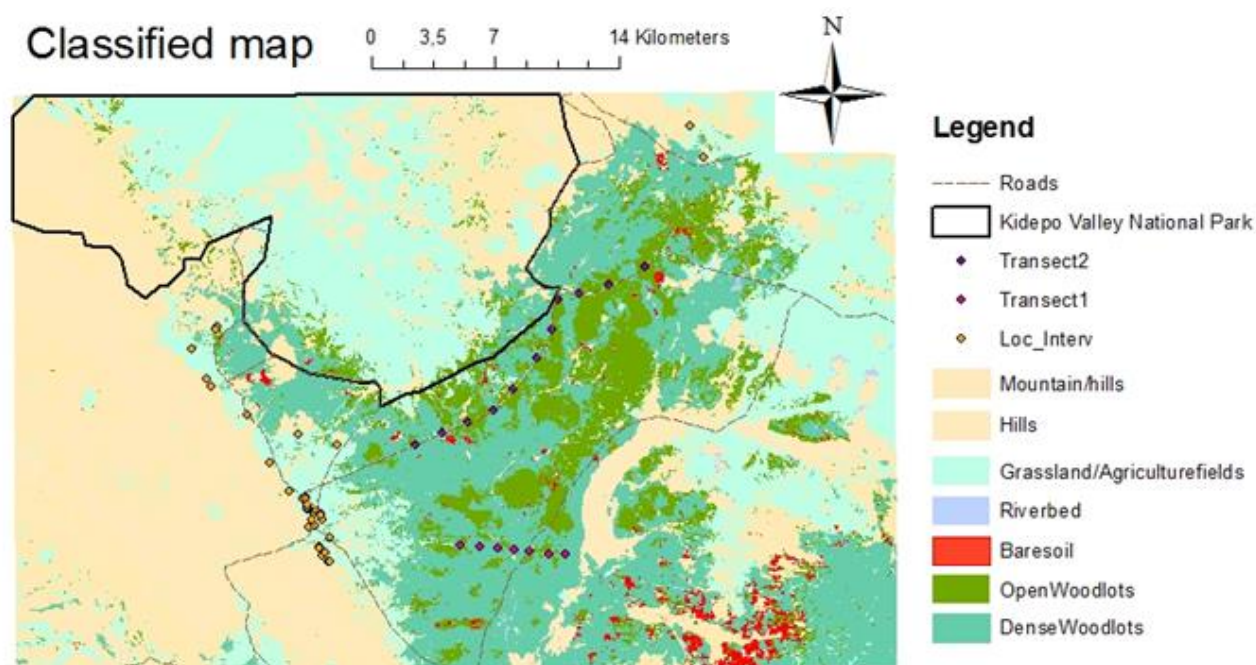 Classified map
0 3,5 7 14 Kilometers
N
Legend
Roads
Kidepo Valley National Park
Transect2
Transect1
Loc_Interv
Mountain/hills
Hills
Grassland/Agriculturefields
Riverbed
Baresoil
OpenWoodlots
DenseWoodlots